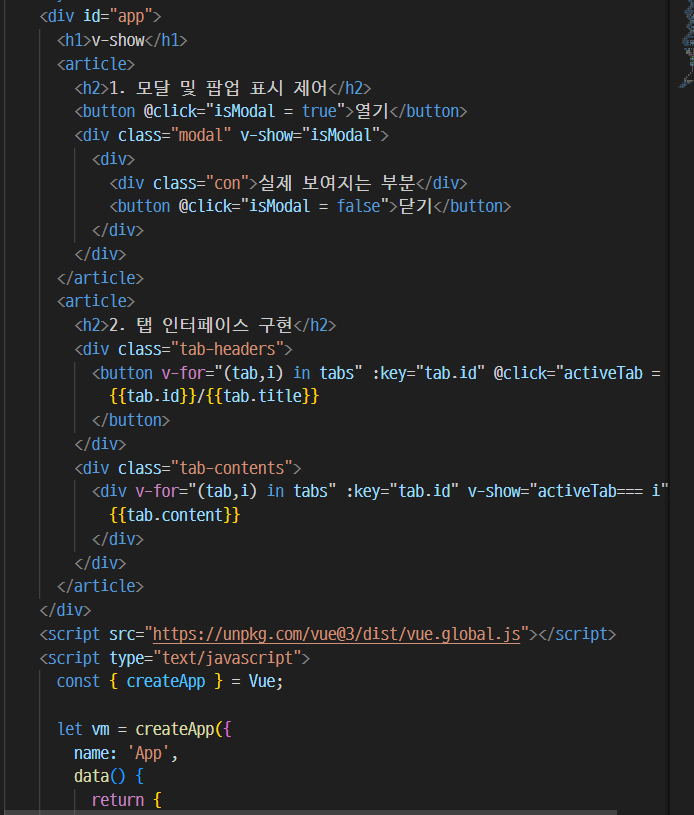 <div id="app">
<h1>v-show</h1>
<article>
<h2>1. 모달 및 팝업 표시 제어</h2>
<button @click="isModal = true">열기</button>
<div class="modal" v-show="isModal">
<div>
<div class="con">실제 보여지는 부분</div>
<button @click="isModal = false">닫기</button>
</div>
</div>
</article>
<article>
<h2>2. 탭 인터페이스 구현</h2>
<div class="tab-headers">
<button v-for="(tab,i) in tabs" :key="tab.id" @click="activeTab =
{{tab.id}}/{{tab.title}}
</button>
</div>
<div class="tab-contents">
<div v-for="(tab,i) in tabs" :key="tab.id" v-show="activeTab=== i"
{{tab.content}}
</div>
</div>
</article>
</div>
<script src="https://unpkg.com/vue@3/dist/vue.global.js"></script>
<script type="text/javascript">
const { createApp } = Vue;
let vm = createApp({
name: 'App',
data() {
return {